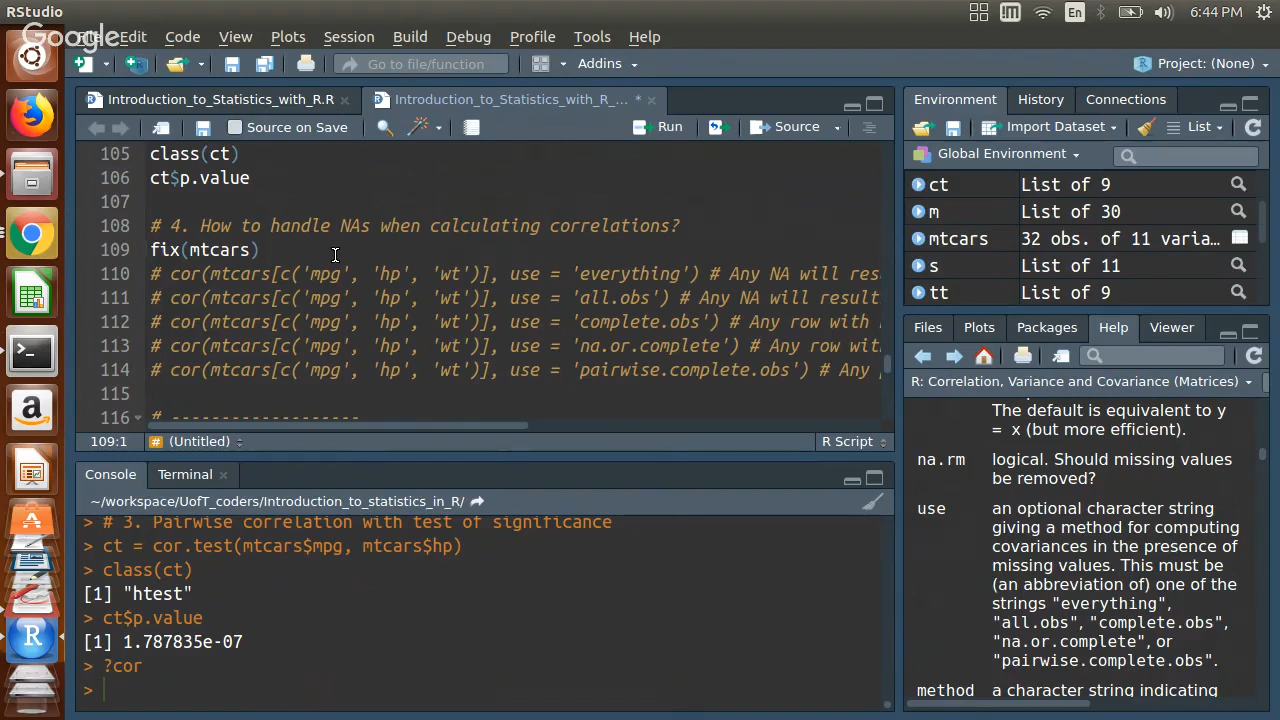 RStudio
En
6:44 PM
Google
File Edit Code View Plots Session Build Debug Profile Tools Help
Go to file/function
Addins
Project: (None)
Introduction_to_Statistics_with_R.R
Introduction_to_Statistics_with_R_... *
Source on Save
Run
Source
105 class(ct)
106 ct$p.value
107
108 # 4. How to handle NAs when calculating correlations?
109 fix(mtcars)
110 # cor(mtcars[c('mpg', 'hp', 'wt')], use = 'everything') # Any NA will res
111 # cor(mtcars[c('mpg', 'hp', 'wt')], use = 'all.obs') # Any NA will result
112 # cor(mtcars[c('mpg', 'hp', 'wt')], use = 'complete.obs') # Any row with
113 # cor(mtcars[c('mpg', 'hp', 'wt')], use = 'na.or.complete') # Any row wit
114 # cor(mtcars[c('mpg', 'hp', 'wt')], use = 'pairwise.complete.obs') # Any
115
116 # -------------------
109:1 # (Untitled) R Script
Console Terminal
~/workspace/UofT_coders/Introduction_to_statistics_in_R/
> # 3. Pairwise correlation with test of significance
> ct = cor.test(mtcars$mpg, mtcars$hp)
> class(ct)
[1] "htest"
> ct$p.value
[1] 1.787835e-07
> ?cor
>
Environment History Connections
Import Dataset
List
Global Environment
ct List of 9
m List of 30
mtcars 32 obs. of 11 varia...
s List of 11
tt List of 9
Files Plots Packages Help Viewer
R: Correlation, Variance and Covariance (Matrices)
The default is equivalent to y
= x (but more efficient).
na.rm logical. Should missing values
be removed?
use an optional character string
giving a method for computing
covariances in the presence of
missing values. This must be
(an abbreviation of) one of the
strings "everything",
"all.obs", "complete.obs",
"na.or.complete", or
"pairwise.complete.obs".
method a character string indicating